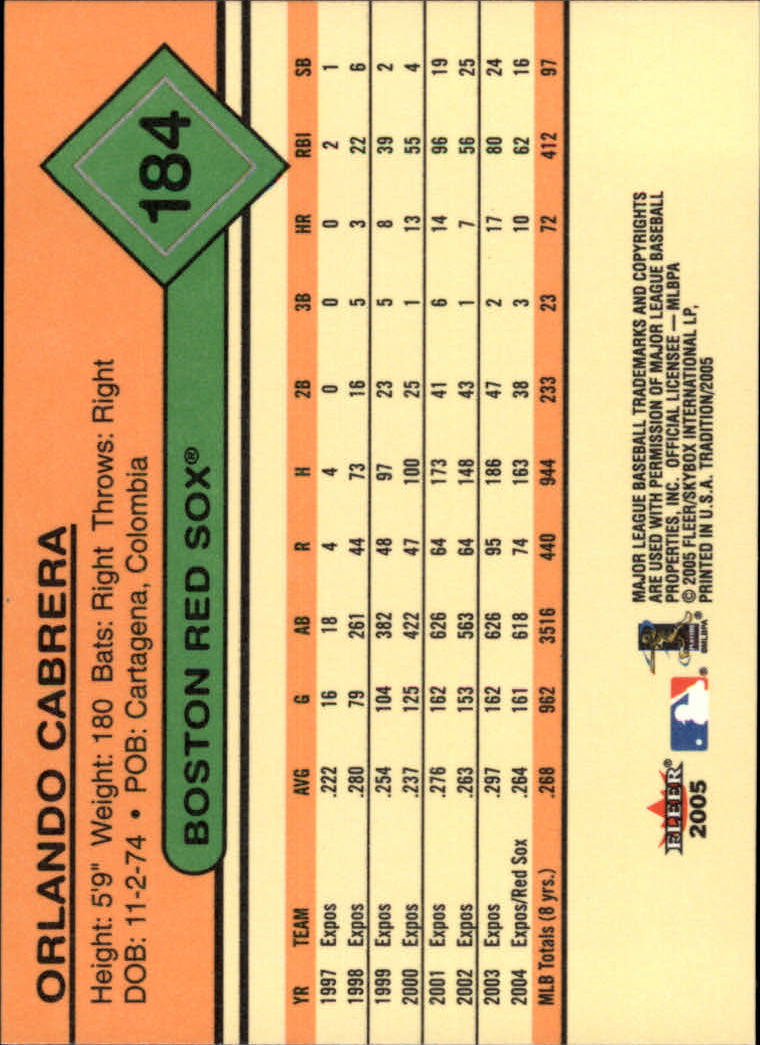 ORLANDO CABRERA
184
Height: 5'9" Weight: 180 Bats: Right Throws: Right
DOB: 11-2-74 • POB: Cartagena, Colombia
BOSTON RED SOX®
YR TEAM AVG G AB R H 2B 3B HR RBI SB
1997 Expos .222 16 18 4 4 0 0 0 2 1
1998 Expos .280 79 261 44 73 16 5 3 22 6
1999 Expos .254 104 382 48 97 23 5 8 39 2
2000 Expos .237 125 422 47 100 25 1 13 55 4
2001 Expos .276 162 626 64 173 41 6 14 96 19
2002 Expos .263 153 563 64 148 43 1 7 56 25
2003 Expos .297 162 626 95 186 47 2 17 80 24
2004 Expos/Red Sox .264 161 618 74 163 38 3 10 62 16
MLB Totals (8 yrs.) .268 962 3516 440 944 233 23 72 412 97
FLEER®
2005
®
©MLBPA
MAJOR LEAGUE BASEBALL TRADEMARKS AND COPYRIGHTS
ARE USED WITH PERMISSION OF MAJOR LEAGUE BASEBALL
PROPERTIES, INC. OFFICIAL LICENSEE — MLBPA
© 2005 FLEER/SKYBOX INTERNATIONAL LP,
PRINTED IN U.S.A. TRADITION/2005